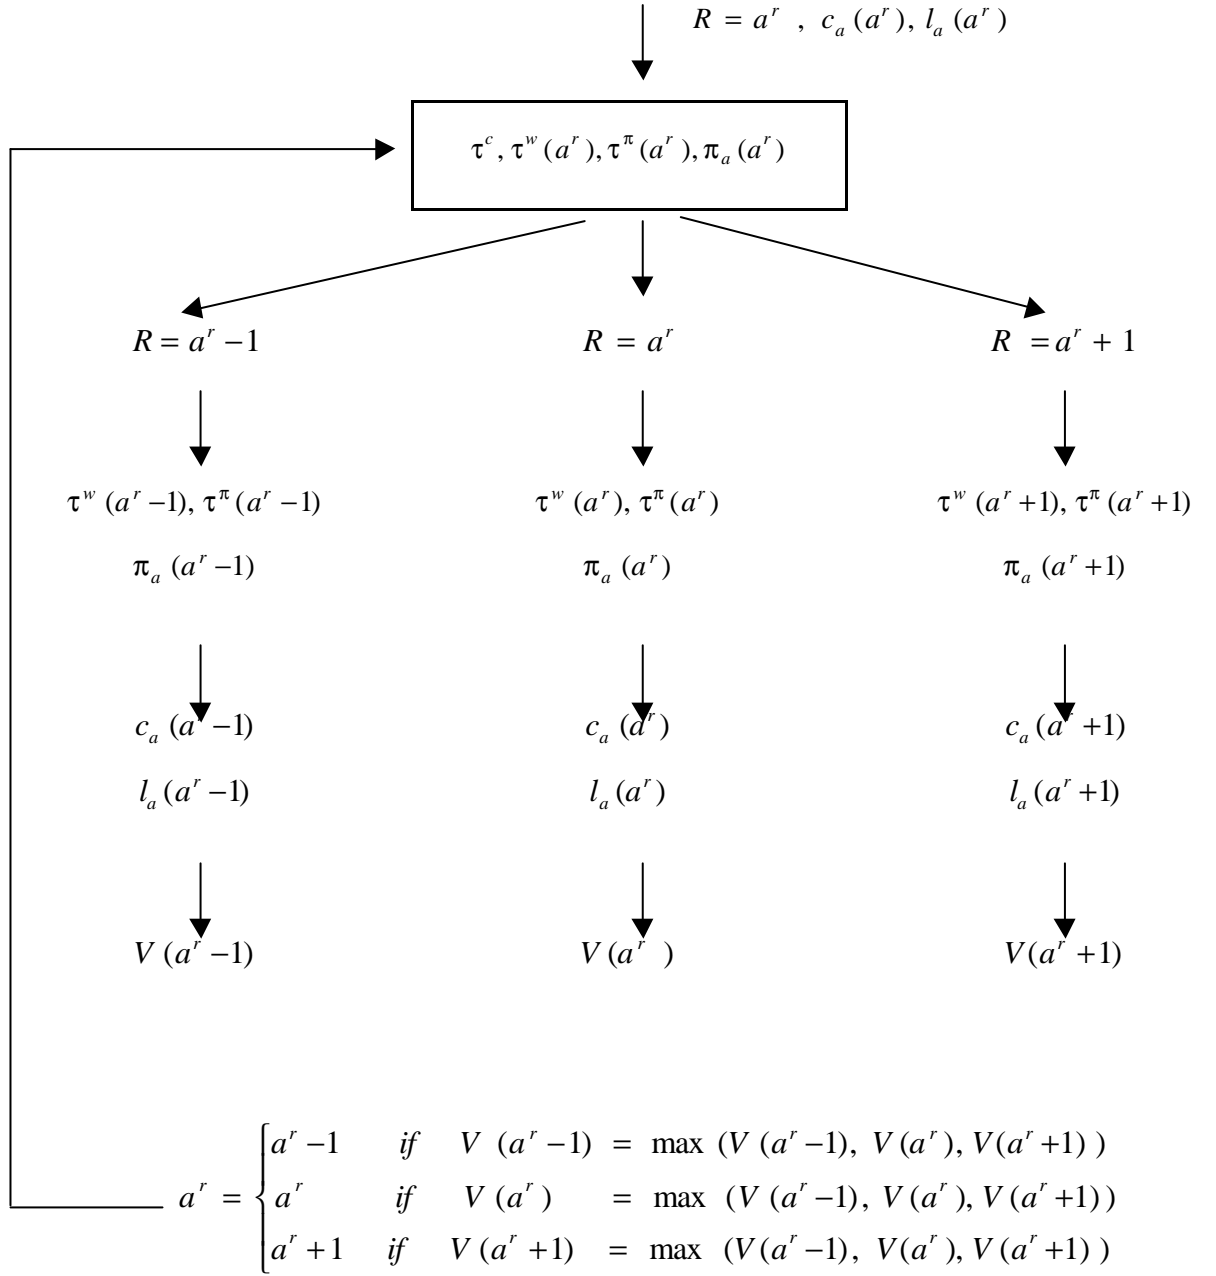 R = a^r , c_a (a^r), l_a (a^r)
τ^c, τ^w (a^r), τ^π (a^r), π_a (a^r)
R = a^r − 1 R = a^r R = a^r + 1
τ^w (a^r − 1), τ^π (a^r − 1) τ^w (a^r), τ^π (a^r) τ^w (a^r + 1), τ^π (a^r + 1)
π_a (a^r − 1) π_a (a^r) π_a (a^r + 1)
c_a (a^r − 1) c_a (a^r) c_a (a^r + 1)
l_a (a^r − 1) l_a (a^r) l_a (a^r + 1)
V (a^r − 1) V (a^r ) V (a^r + 1)
a^r − 1 if V (a^r − 1) = max (V (a^r − 1), V (a^r), V (a^r + 1) )
a^r = { a^r if V (a^r ) = max (V (a^r − 1), V (a^r), V (a^r + 1) )
a^r + 1 if V (a^r + 1) = max (V (a^r − 1), V (a^r), V (a^r + 1) )